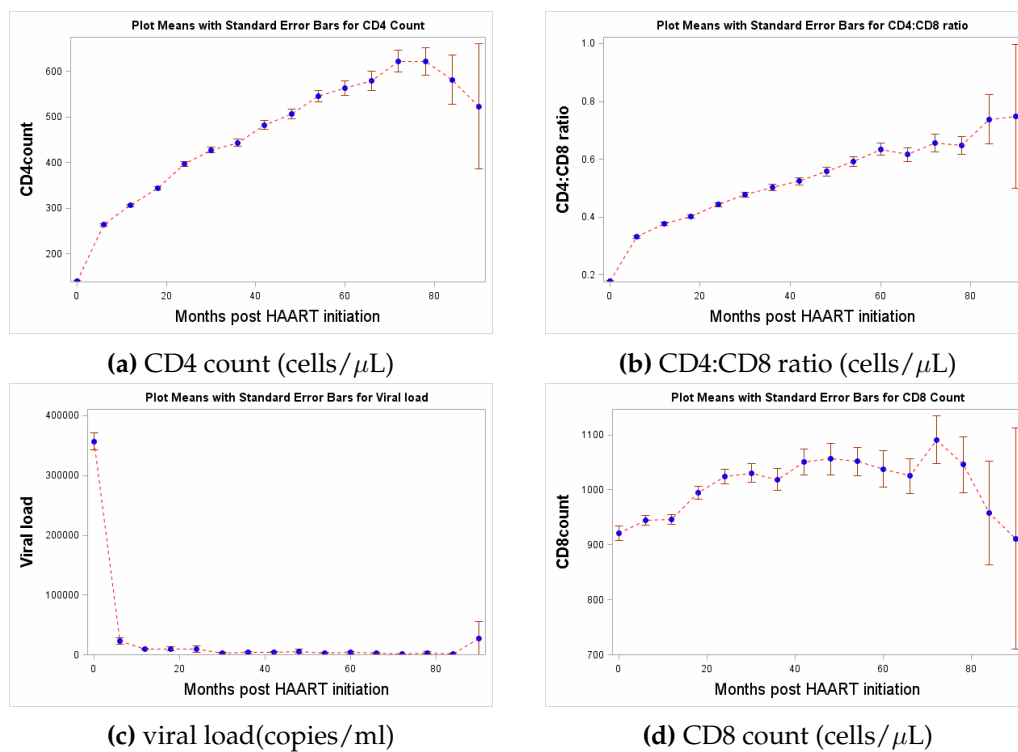 Plot Means with Standard Error Bars for CD4 Count
CD4count
600
500
400
300
200
0
20
40
60
80
Months post HAART initiation
(a) CD4 count (cells/μL)
Plot Means with Standard Error Bars for CD4:CD8 ratio
CD4:CD8 ratio
1.0
0.8
0.6
0.4
0.2
0
20
40
60
80
Months post HAART initiation
(b) CD4:CD8 ratio (cells/μL)
Plot Means with Standard Error Bars for Viral load
Viral load
400000
300000
200000
100000
0
0
20
40
60
80
Months post HAART initiation
(c) viral load(copies/ml)
Plot Means with Standard Error Bars for CD8 Count
CD8count
1100
1000
900
800
700
0
20
40
60
80
Months post HAART initiation
(d) CD8 count (cells/μL)